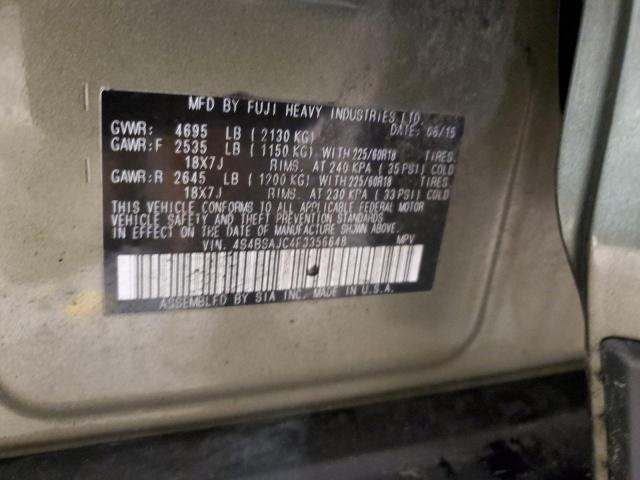 MFD BY FUJI HEAVY INDUSTRIES LTD.
GVWR: 4695 LB (2130 KG) DATE: 06/15
GAWR:F 2535 LB (1150 KG) WITH 225/60R18 TIRES.
18X7J RIMS. AT 240 KPA (35 PSI) COLD
GAWR:R 2645 LB (1200 KG) WITH 225/60R18 TIRES.
18X7J RIMS. AT 230 KPA (33 PSI) COLD
THIS VEHICLE CONFORMS TO ALL APPLICABLE FEDERAL MOTOR
VEHICLE SAFETY AND THEFT PREVENTION STANDARDS
IN EFFECT ON THE DATE OF MANUFACTURE SHOWN ABOVE.
VIN: 4S4BSAJC4F3356648 MPV
ASSEMBLED BY SIA INC. MADE IN U.S.A.